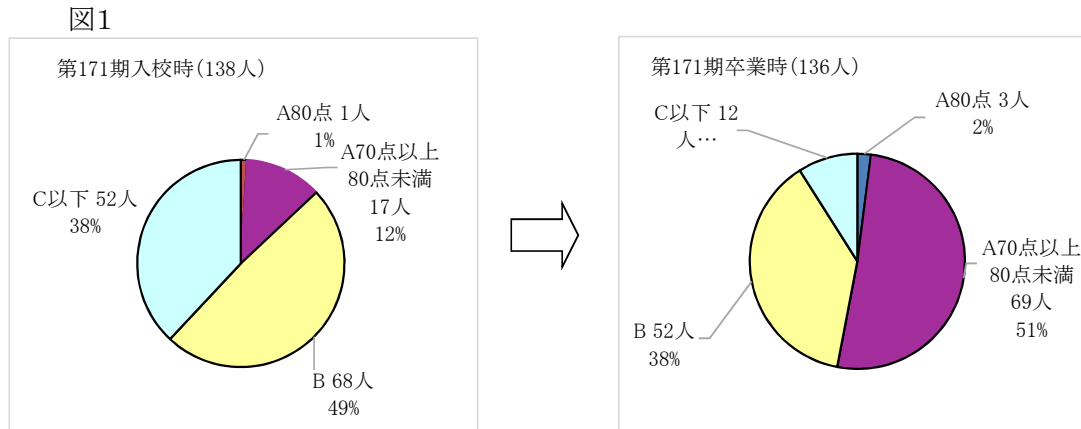 図1
第171期入校時(138人)
A80点 1人
1%
A70点以上
80点未満
17人
12%
C以下 52人
38%
B 68人
49%
第171期卒業時(136人)
C以下 12
人…
A80点 3人
2%
A70点以上
80点未満
69人
51%
B 52人
38%